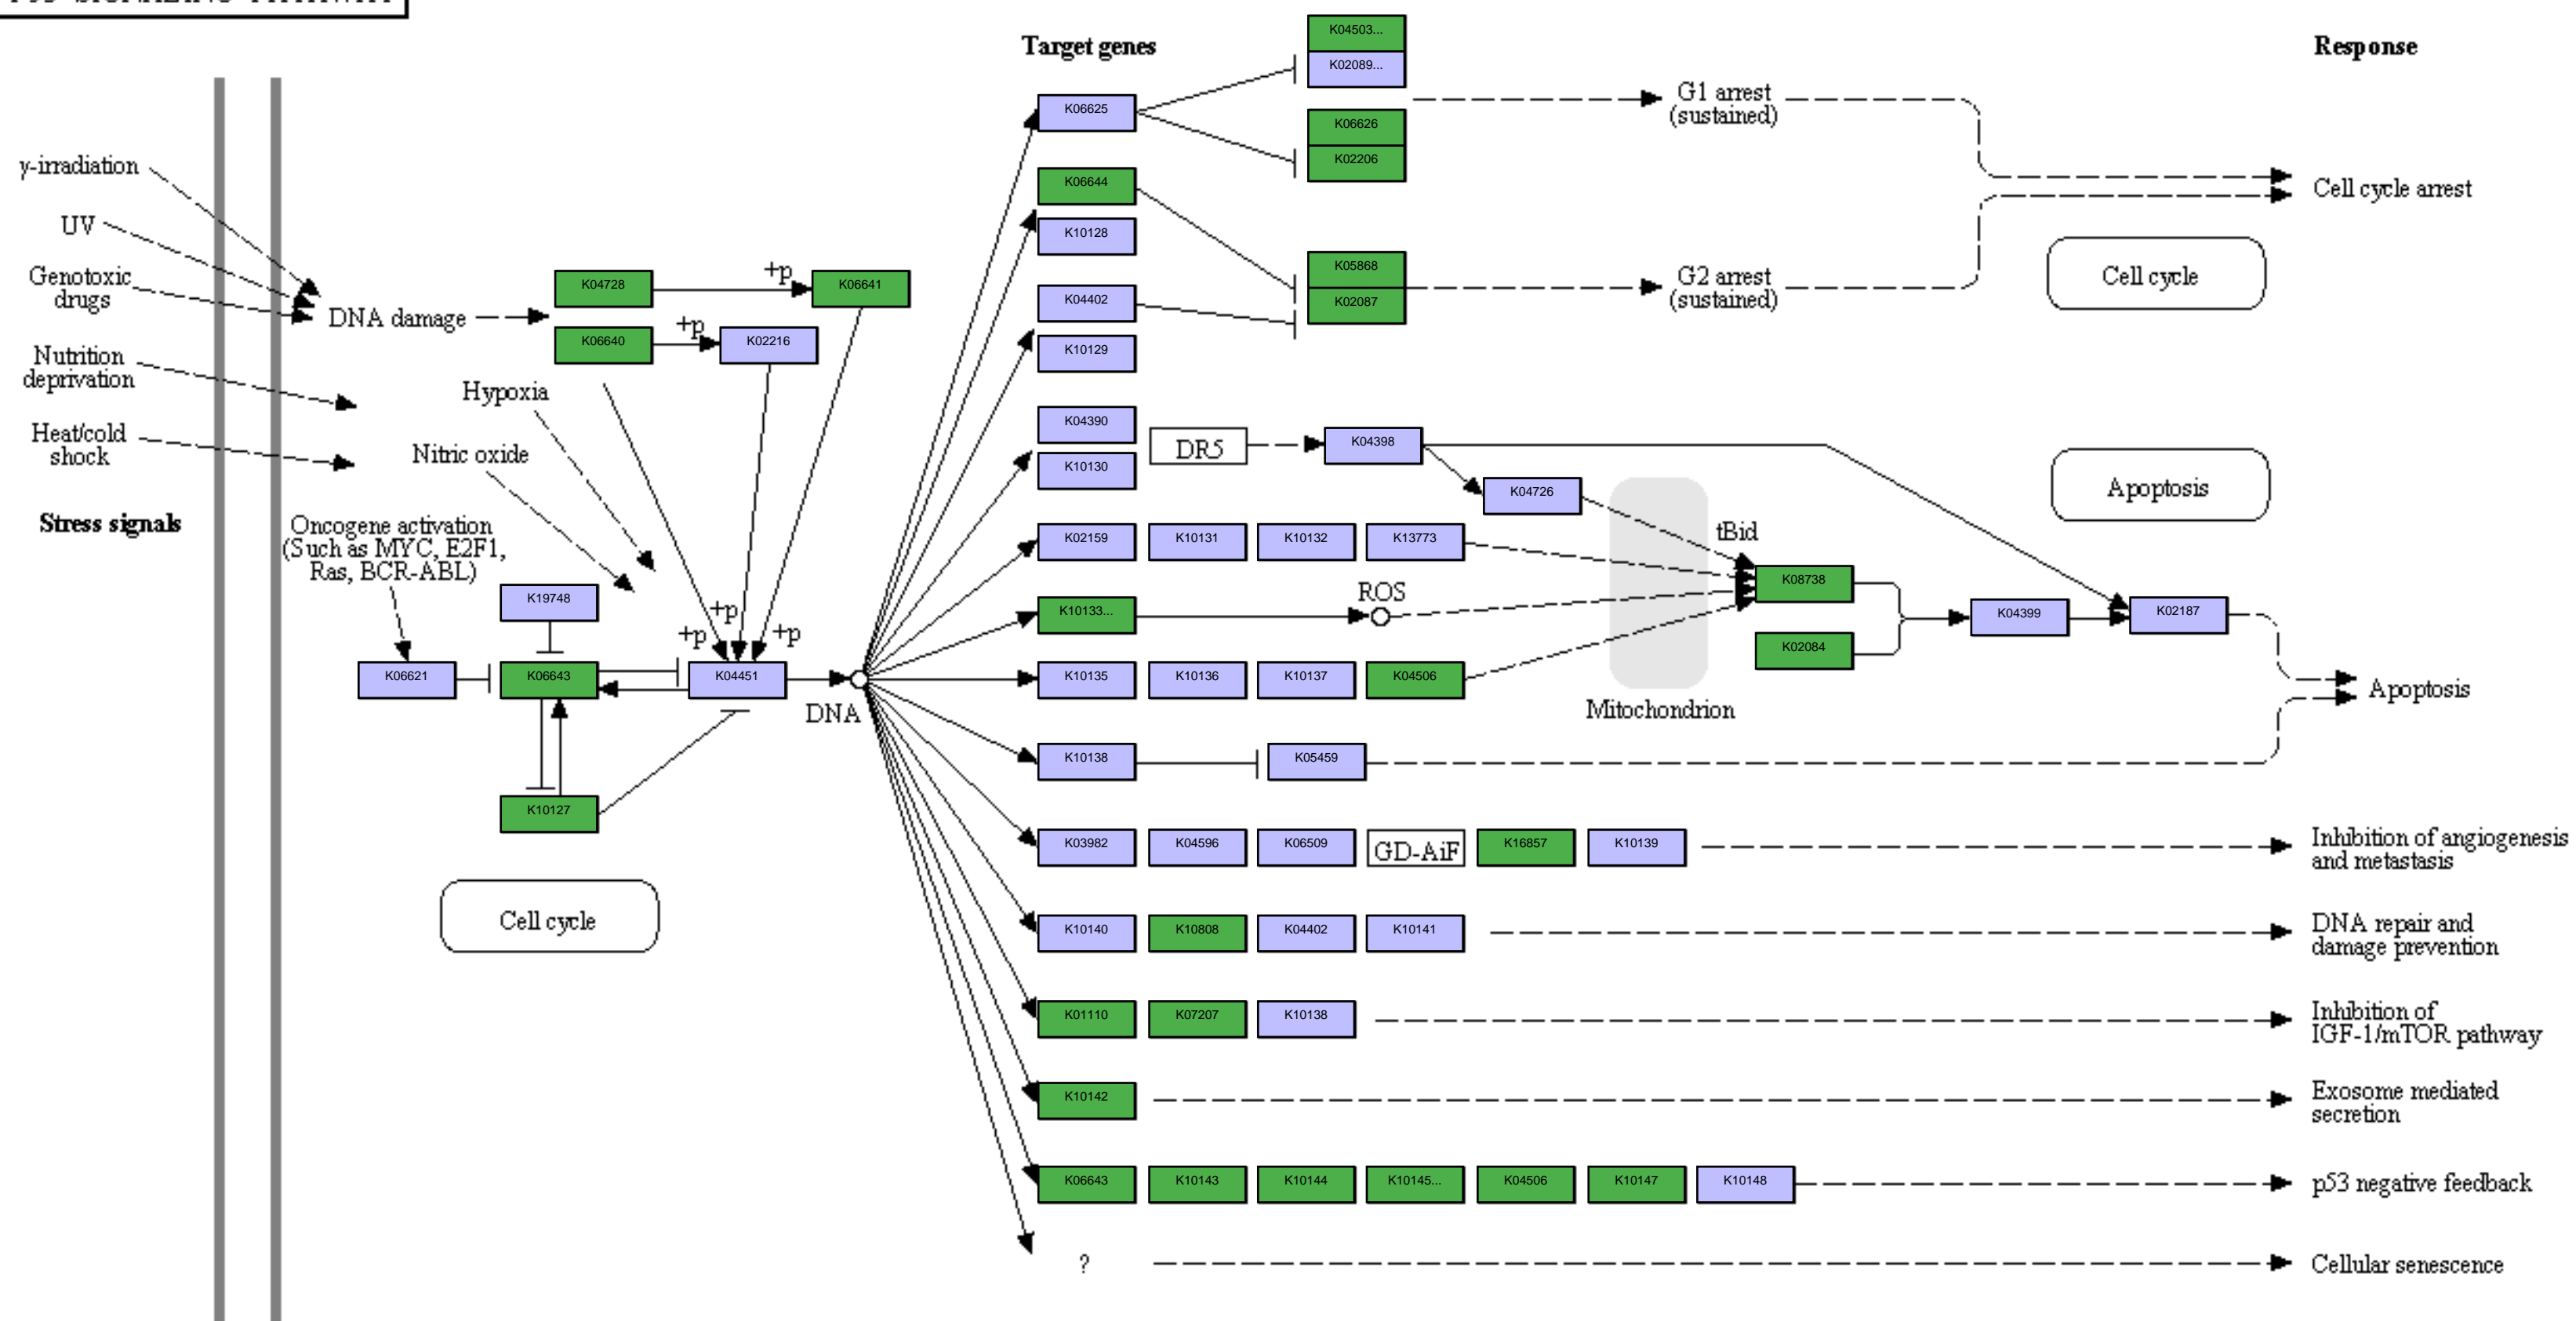 Target genes
Response
K04503...
K02089...
K06625
K06626
K02206
G1 arrest
(sustained)
γ-irradiation
UV
Genotoxic
drugs
Nutrition
deprivation
Heat/cold
shock
Stress signals
DNA damage
K04728
+p
K06641
K06640
+p
K02216
Hypoxia
Nitric oxide
Oncogene activation
(Such as MYC, E2F1,
Ras, BCR-ABL)
K19748
K06621
K06643
+p
+p
+p
K04451
DNA
K10127
Cell cycle
K06644
K10128
K04402
K10129
K05868
K02087
G2 arrest
(sustained)
Cell cycle arrest
Cell cycle
K04390
K10130
DR5
K04398
K04726
Apoptosis
K02159
K10131
K10132
K13773
tBid
K08738
K10133...
ROS
K02084
K04399
K02187
K10135
K10136
K10137
K04506
Mitochondrion
Apoptosis
K10138
K05459
K03982
K04596
K06509
GD-AiF
K16857
K10139
Inhibition of angiogenesis
and metastasis
K10140
K10808
K04402
K10141
DNA repair and
damage prevention
K01110
K07207
K10138
Inhibition of
IGF-1/mTOR pathway
K10142
Exosome mediated
secretion
K06643
K10143
K10144
K10145...
K04506
K10147
K10148
p53 negative feedback
?
Cellular senescence